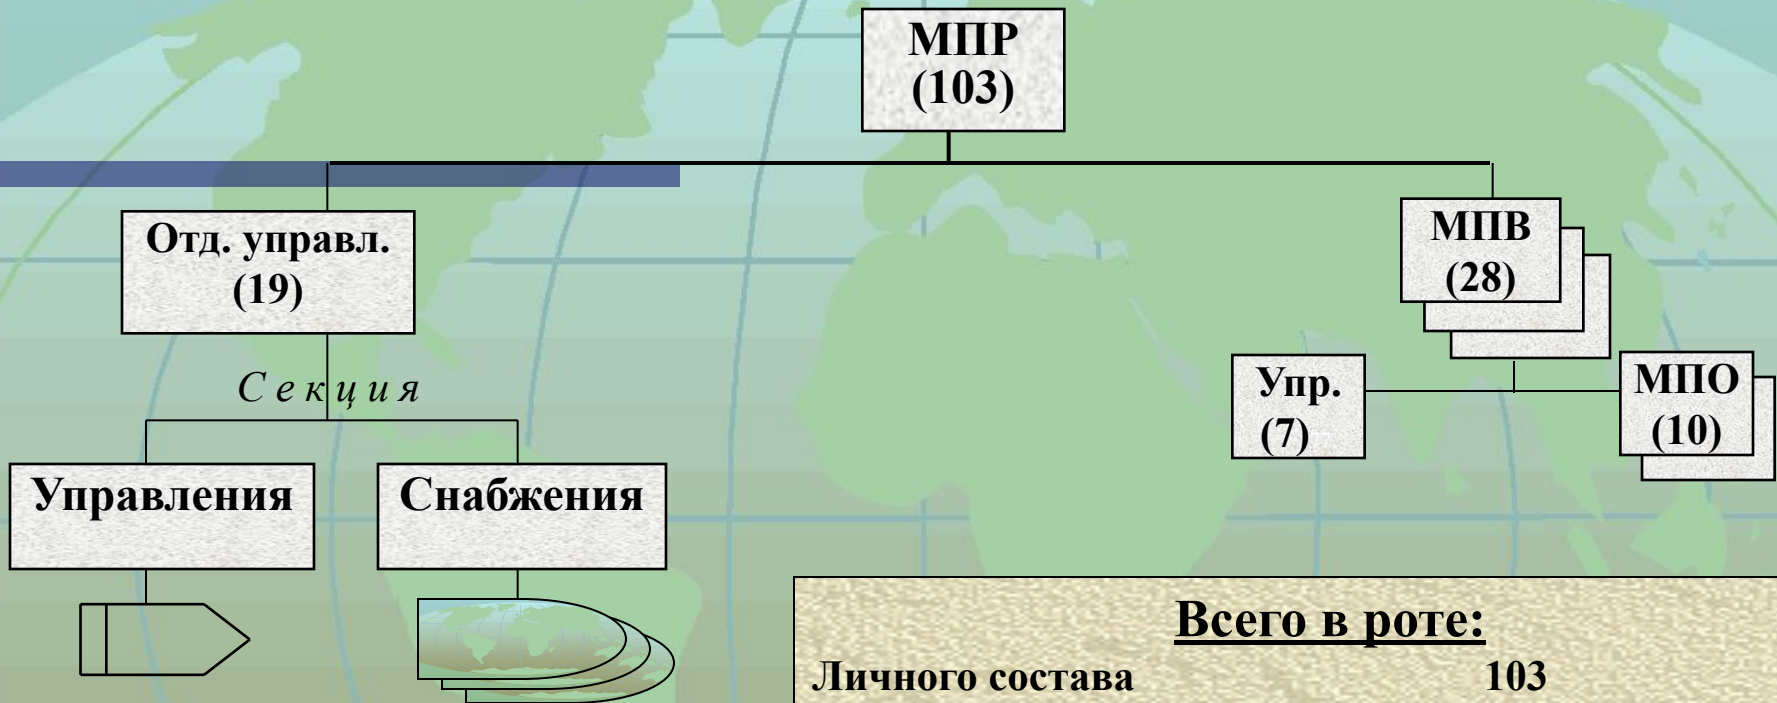 МПР
(103)
Отд. управл.
(19)
МПВ
(28)
Секция
Упр.
(7)
МПО
(10)
Управления
Снабжения
Всего в роте:
Личного состава 103